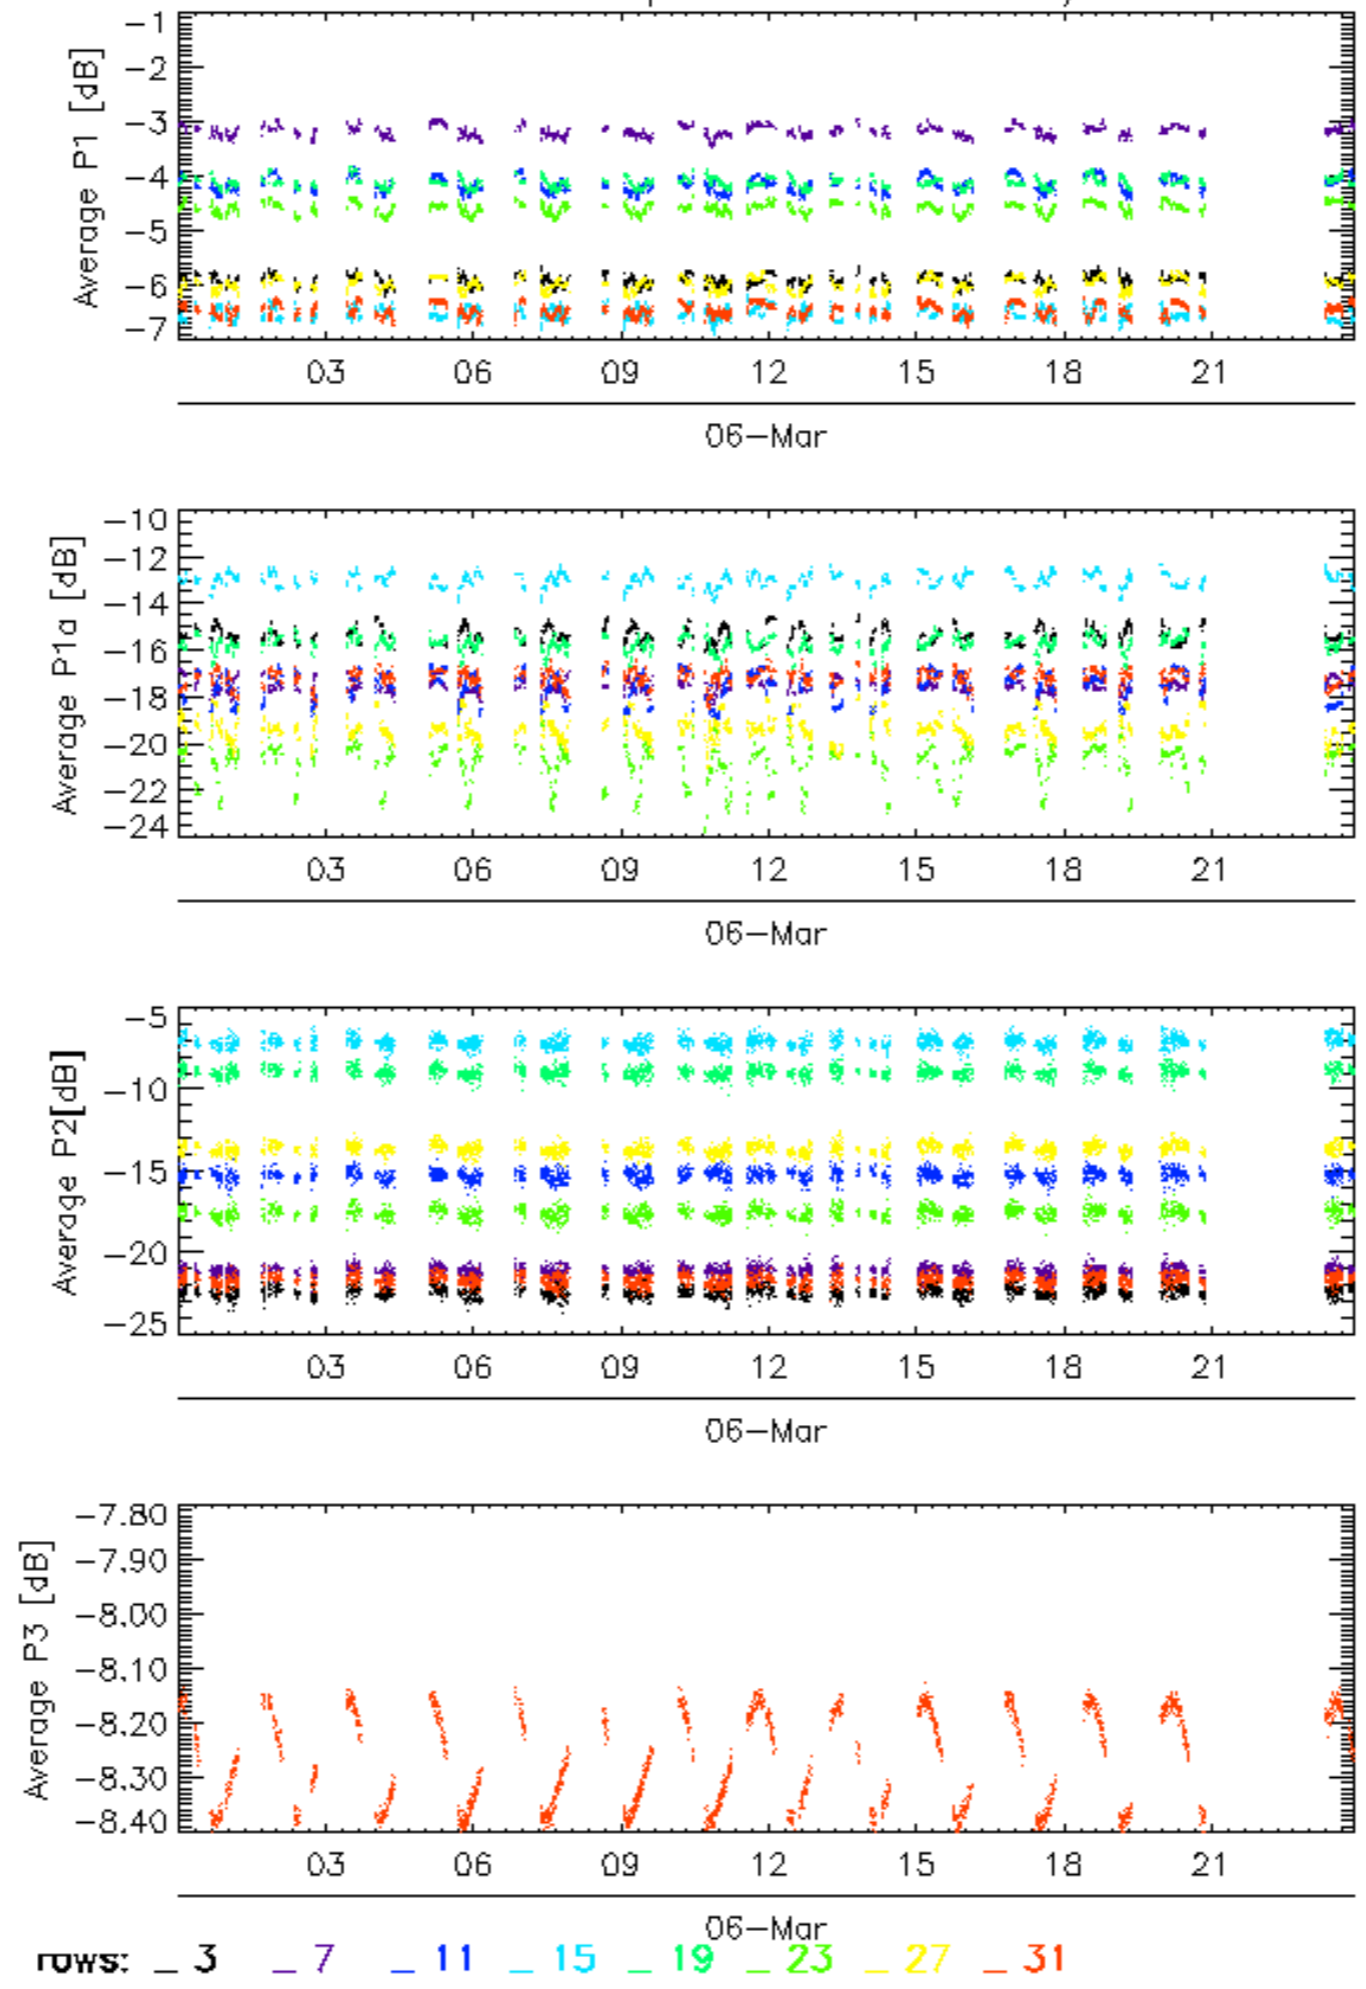 Average P1 [dB]
-1
-2
-3
-4
-5
-6
-7
03 06 09 12 15 18 21
06-Mar
Average P1a [dB]
-10
-12
-14
-16
-18
-20
-22
-24
03 06 09 12 15 18 21
06-Mar
Average P2[dB]
-5
-10
-15
-20
-25
03 06 09 12 15 18 21
06-Mar
Average P3 [dB]
-7.80
-7.90
-8.00
-8.10
-8.20
-8.30
-8.40
03 06 09 12 15 18 21
06-Mar
rows: _ 3 _ 7 _ 11 _ 15 _ 19 _ 23 _ 27 _ 31